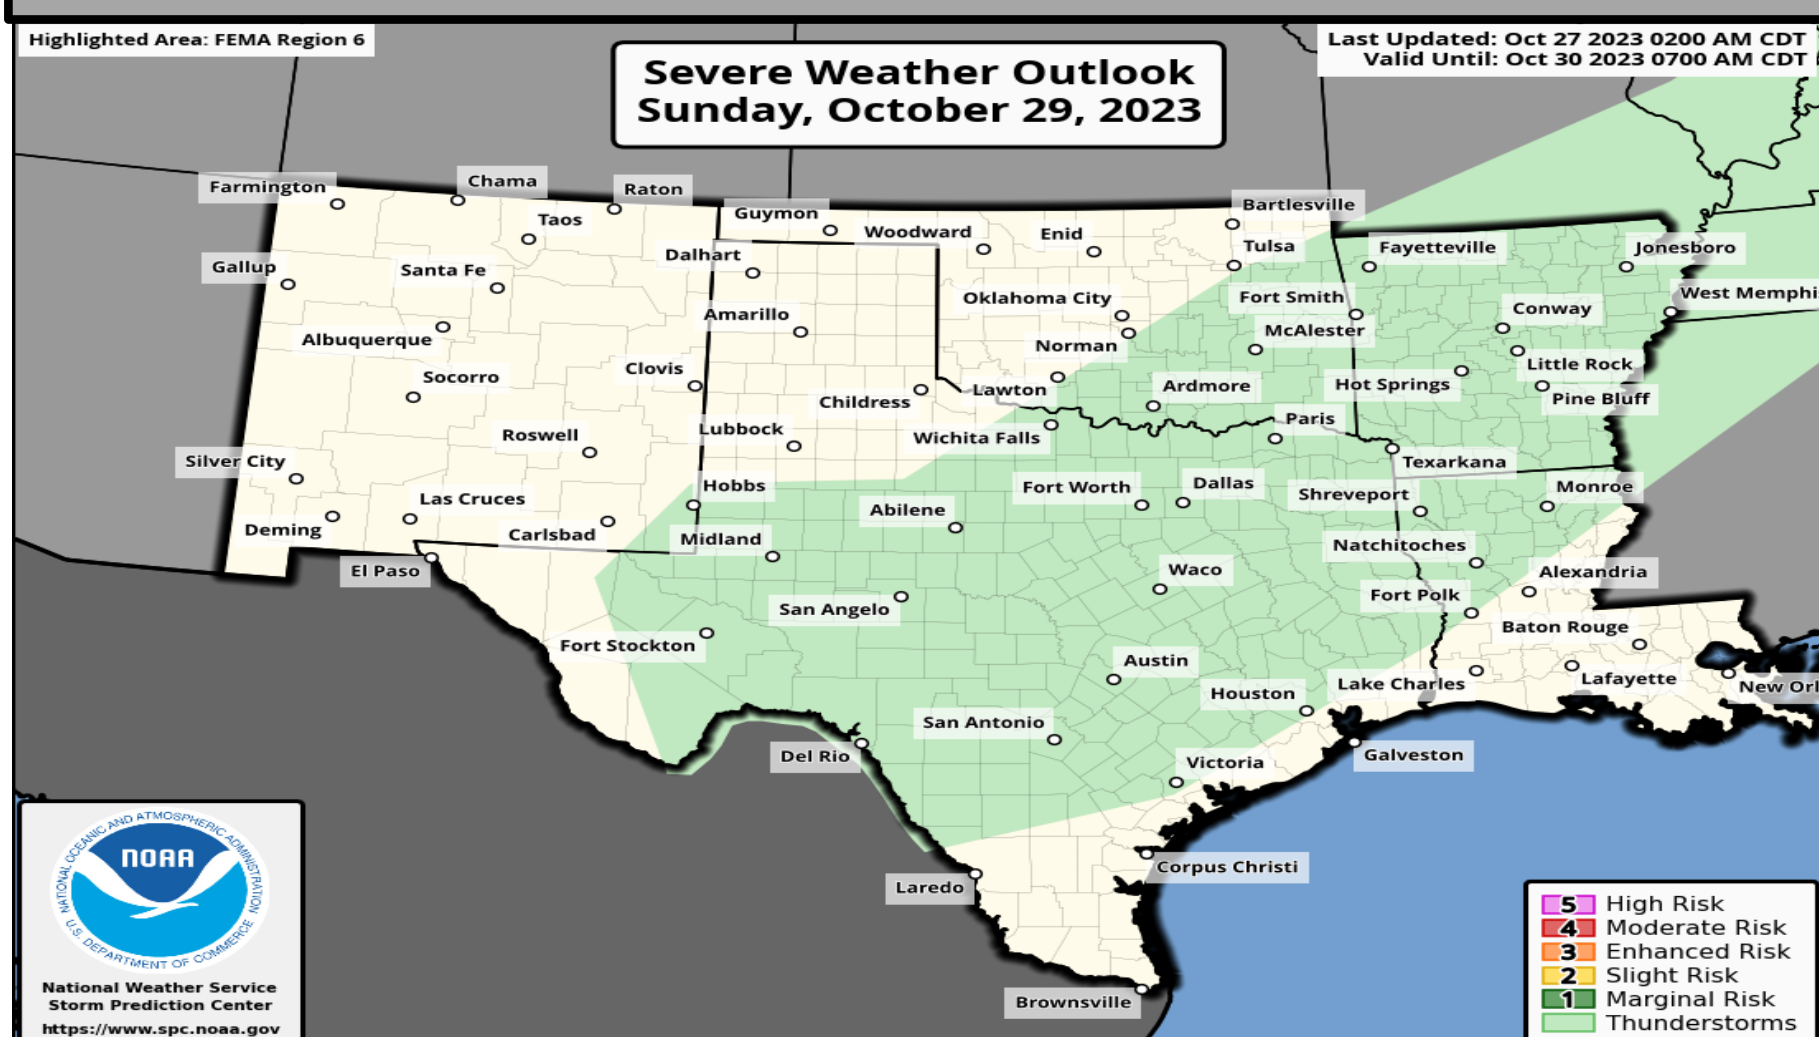 Highlighted Area: FEMA Region 6
Last Updated: Oct 27 2023 0200 AM CDT
Valid Until: Oct 30 2023 0700 AM CDT
Severe Weather Outlook
Sunday, October 29, 2023
Farmington
Chama
Raton
Taos
Guymon
Woodward
Enid
Bartlesville
Tulsa
Fayetteville
Jonesboro
Gallup
Santa Fe
Dalhart
Oklahoma City
Fort Smith
Conway
West Memphis
Albuquerque
Amarillo
Norman
McAlester
Little Rock
Socorro
Clovis
Childress
Lawton
Ardmore
Hot Springs
Pine Bluff
Roswell
Lubbock
Wichita Falls
Paris
Texarkana
Silver City
Las Cruces
Hobbs
Fort Worth
Dallas
Shreveport
Monroe
Deming
Carlsbad
Midland
Abilene
Natchitoches
El Paso
Waco
Alexandria
San Angelo
Fort Polk
Baton Rouge
Fort Stockton
Austin
Houston
Lake Charles
Lafayette
New Orl
San Antonio
Del Rio
Victoria
Galveston
Laredo
Corpus Christi
Brownsville
NATIONAL OCEANIC AND ATMOSPHERIC ADMINISTRATION
NOAA
U.S. DEPARTMENT OF COMMERCE
National Weather Service
Storm Prediction Center
https://www.spc.noaa.gov
5 High Risk
4 Moderate Risk
3 Enhanced Risk
2 Slight Risk
1 Marginal Risk
Thunderstorms